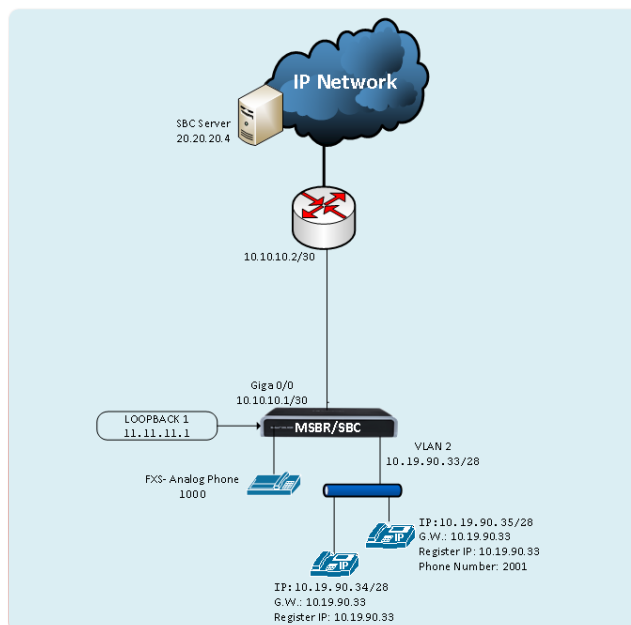 IP Network
SBC Server
20.20.20.4
10.10.10.2/30
Giga 0/0
10.10.10.1/30
LOOPBACK 1
11.11.11.1
MSBR/SBC
VLAN 2
10.19.90.33/28
FXS- Analog Phone
1000
IP
IP:10.19.90.35/28
G.W.: 10.19.90.33
Register IP: 10.19.90.33
Phone Number: 2001
IP
IP:10.19.90.34/28
G.W.: 10.19.90.33
Register IP: 10.19.90.33